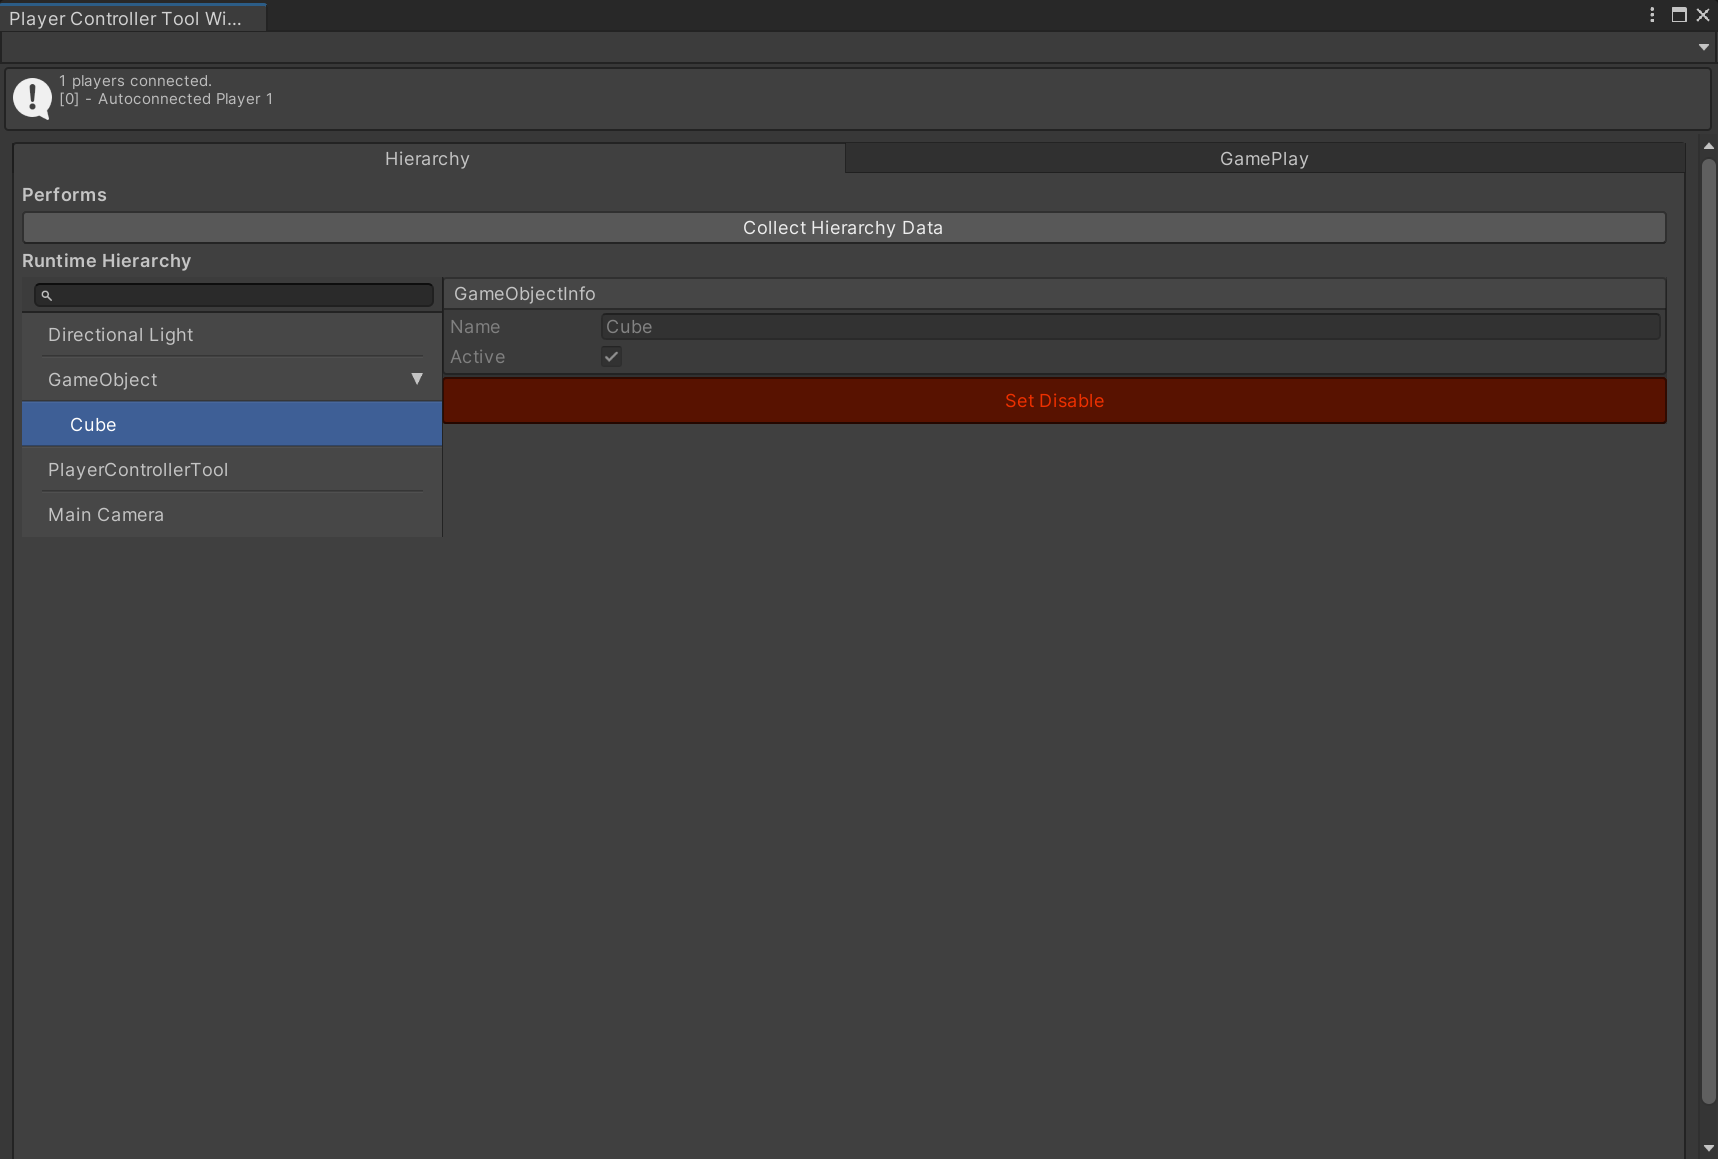 Player Controller Tool Wi...
1 players connected.
[0] - Autoconnected Player 1
Hierarchy
GamePlay
Performs
Collect Hierarchy Data
Runtime Hierarchy
GameObjectInfo
Name
Cube
Active
Set Disable
Directional Light
GameObject
Cube
PlayerControllerTool
Main Camera